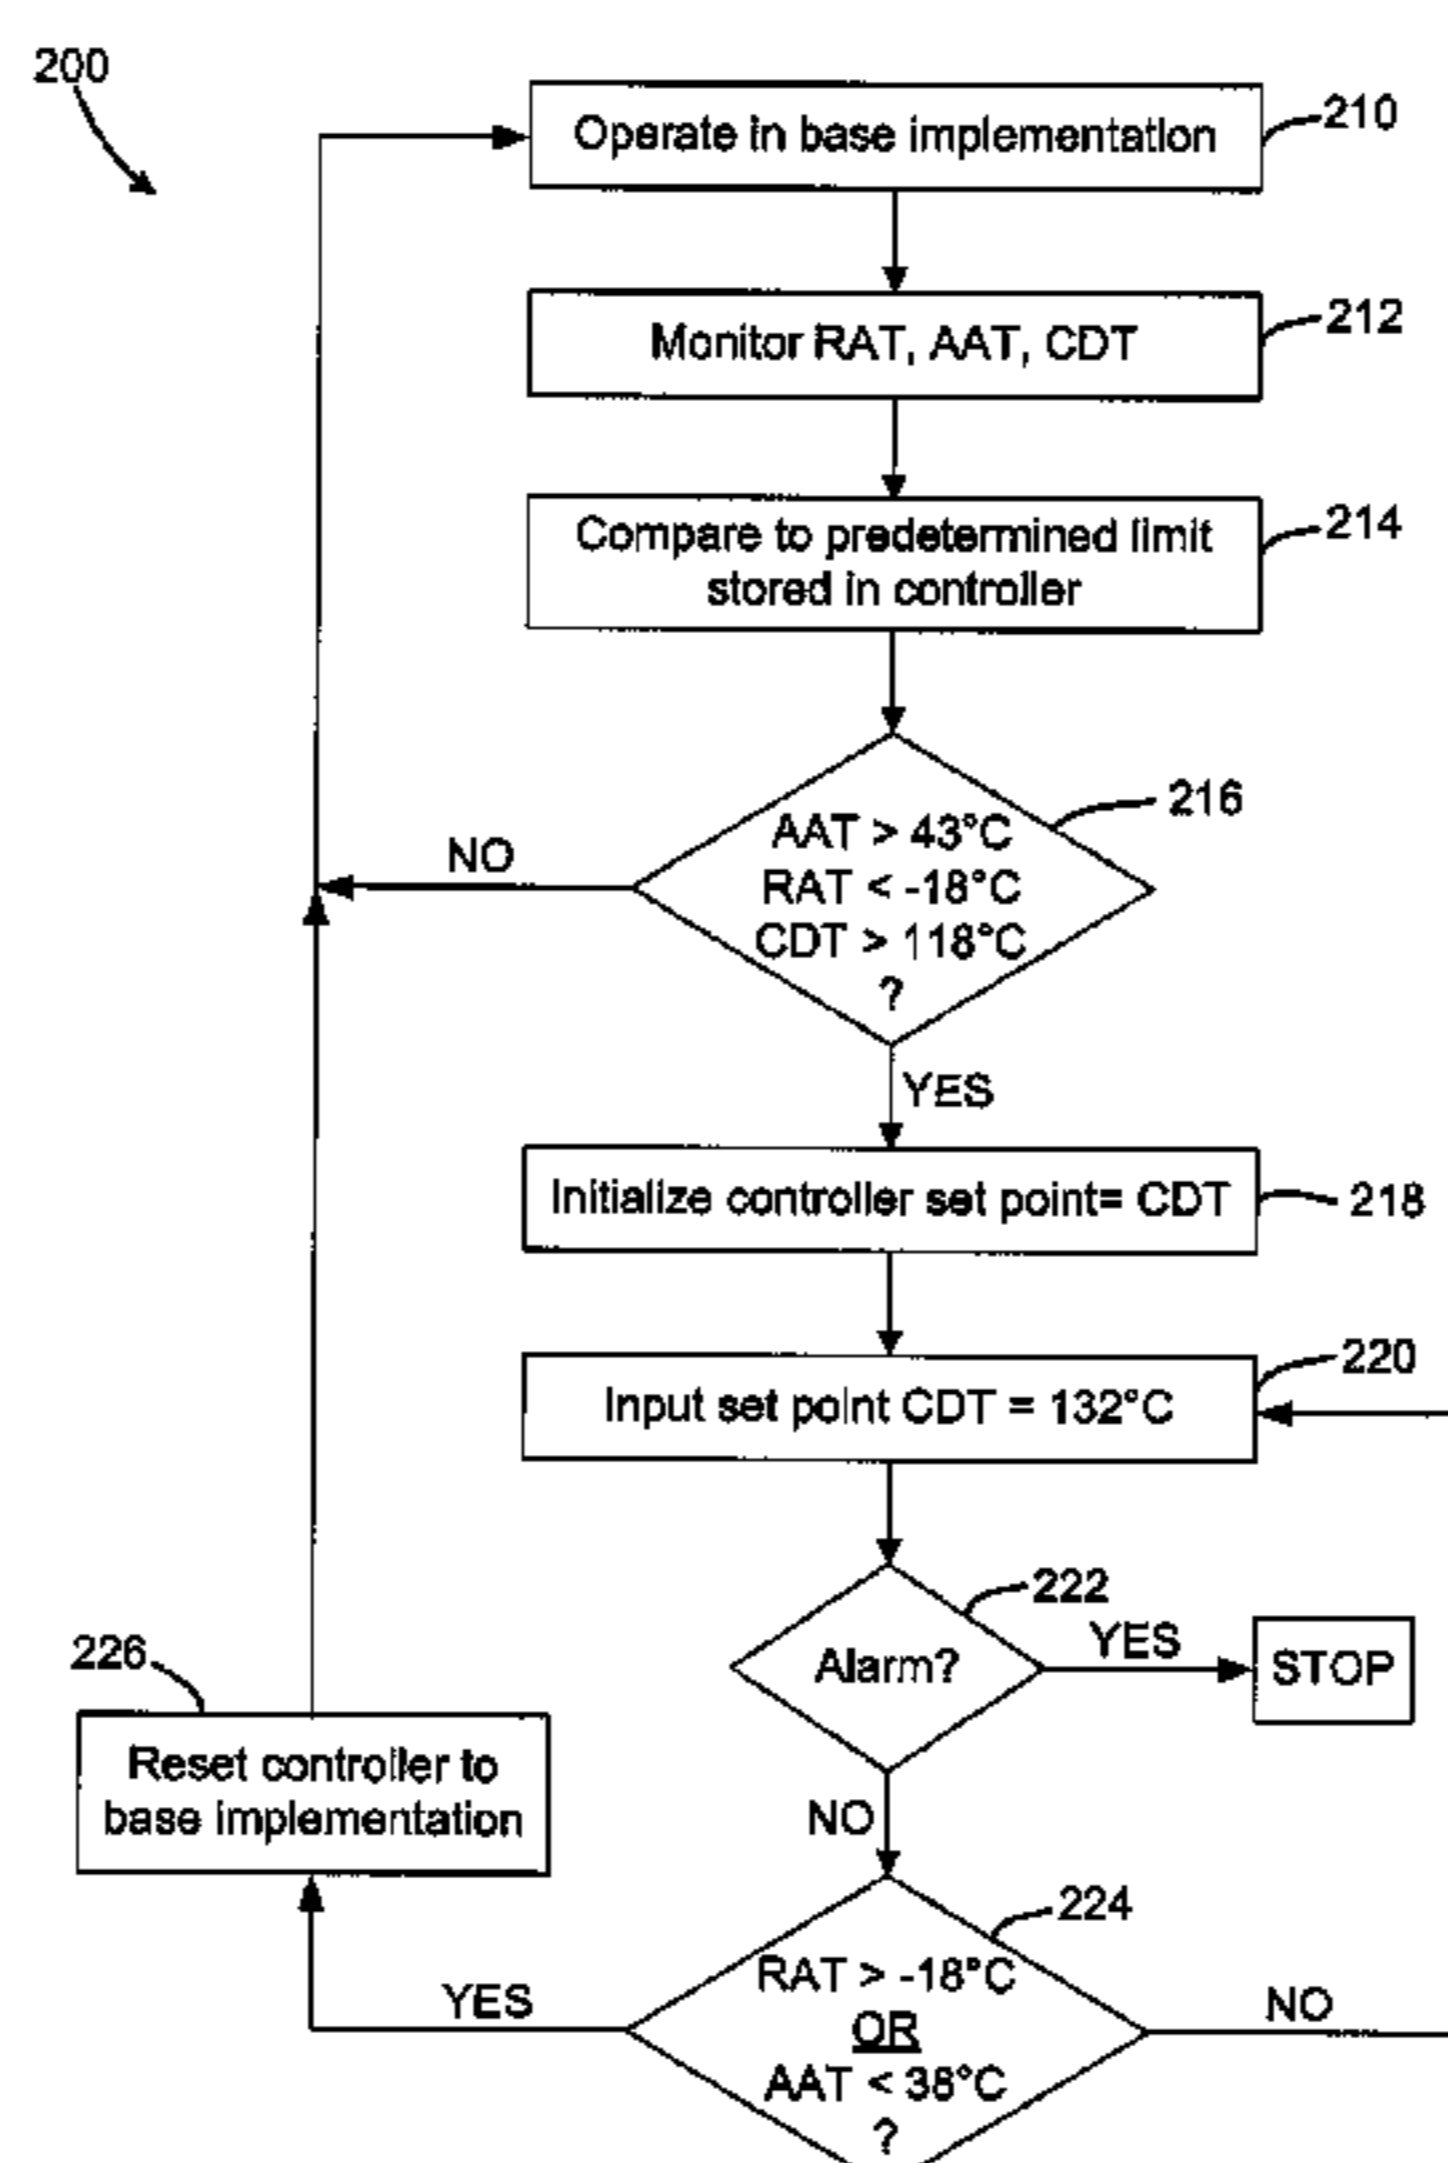 200
Operate in base implementation
210
Monitor RAT, AAT, CDT
212
Compare to predetermined limit
stored in controller
214
AAT > 43°C
RAT < -18°C
CDT > 118°C
?
216
NO
YES
Initialize controller set point= CDT
218
Input set point CDT = 132°C
220
Alarm?
222
YES
STOP
NO
226
Reset controller to
base implementation
224
RAT > -18°C
OR
AAT < 38°C
?
YES
NO